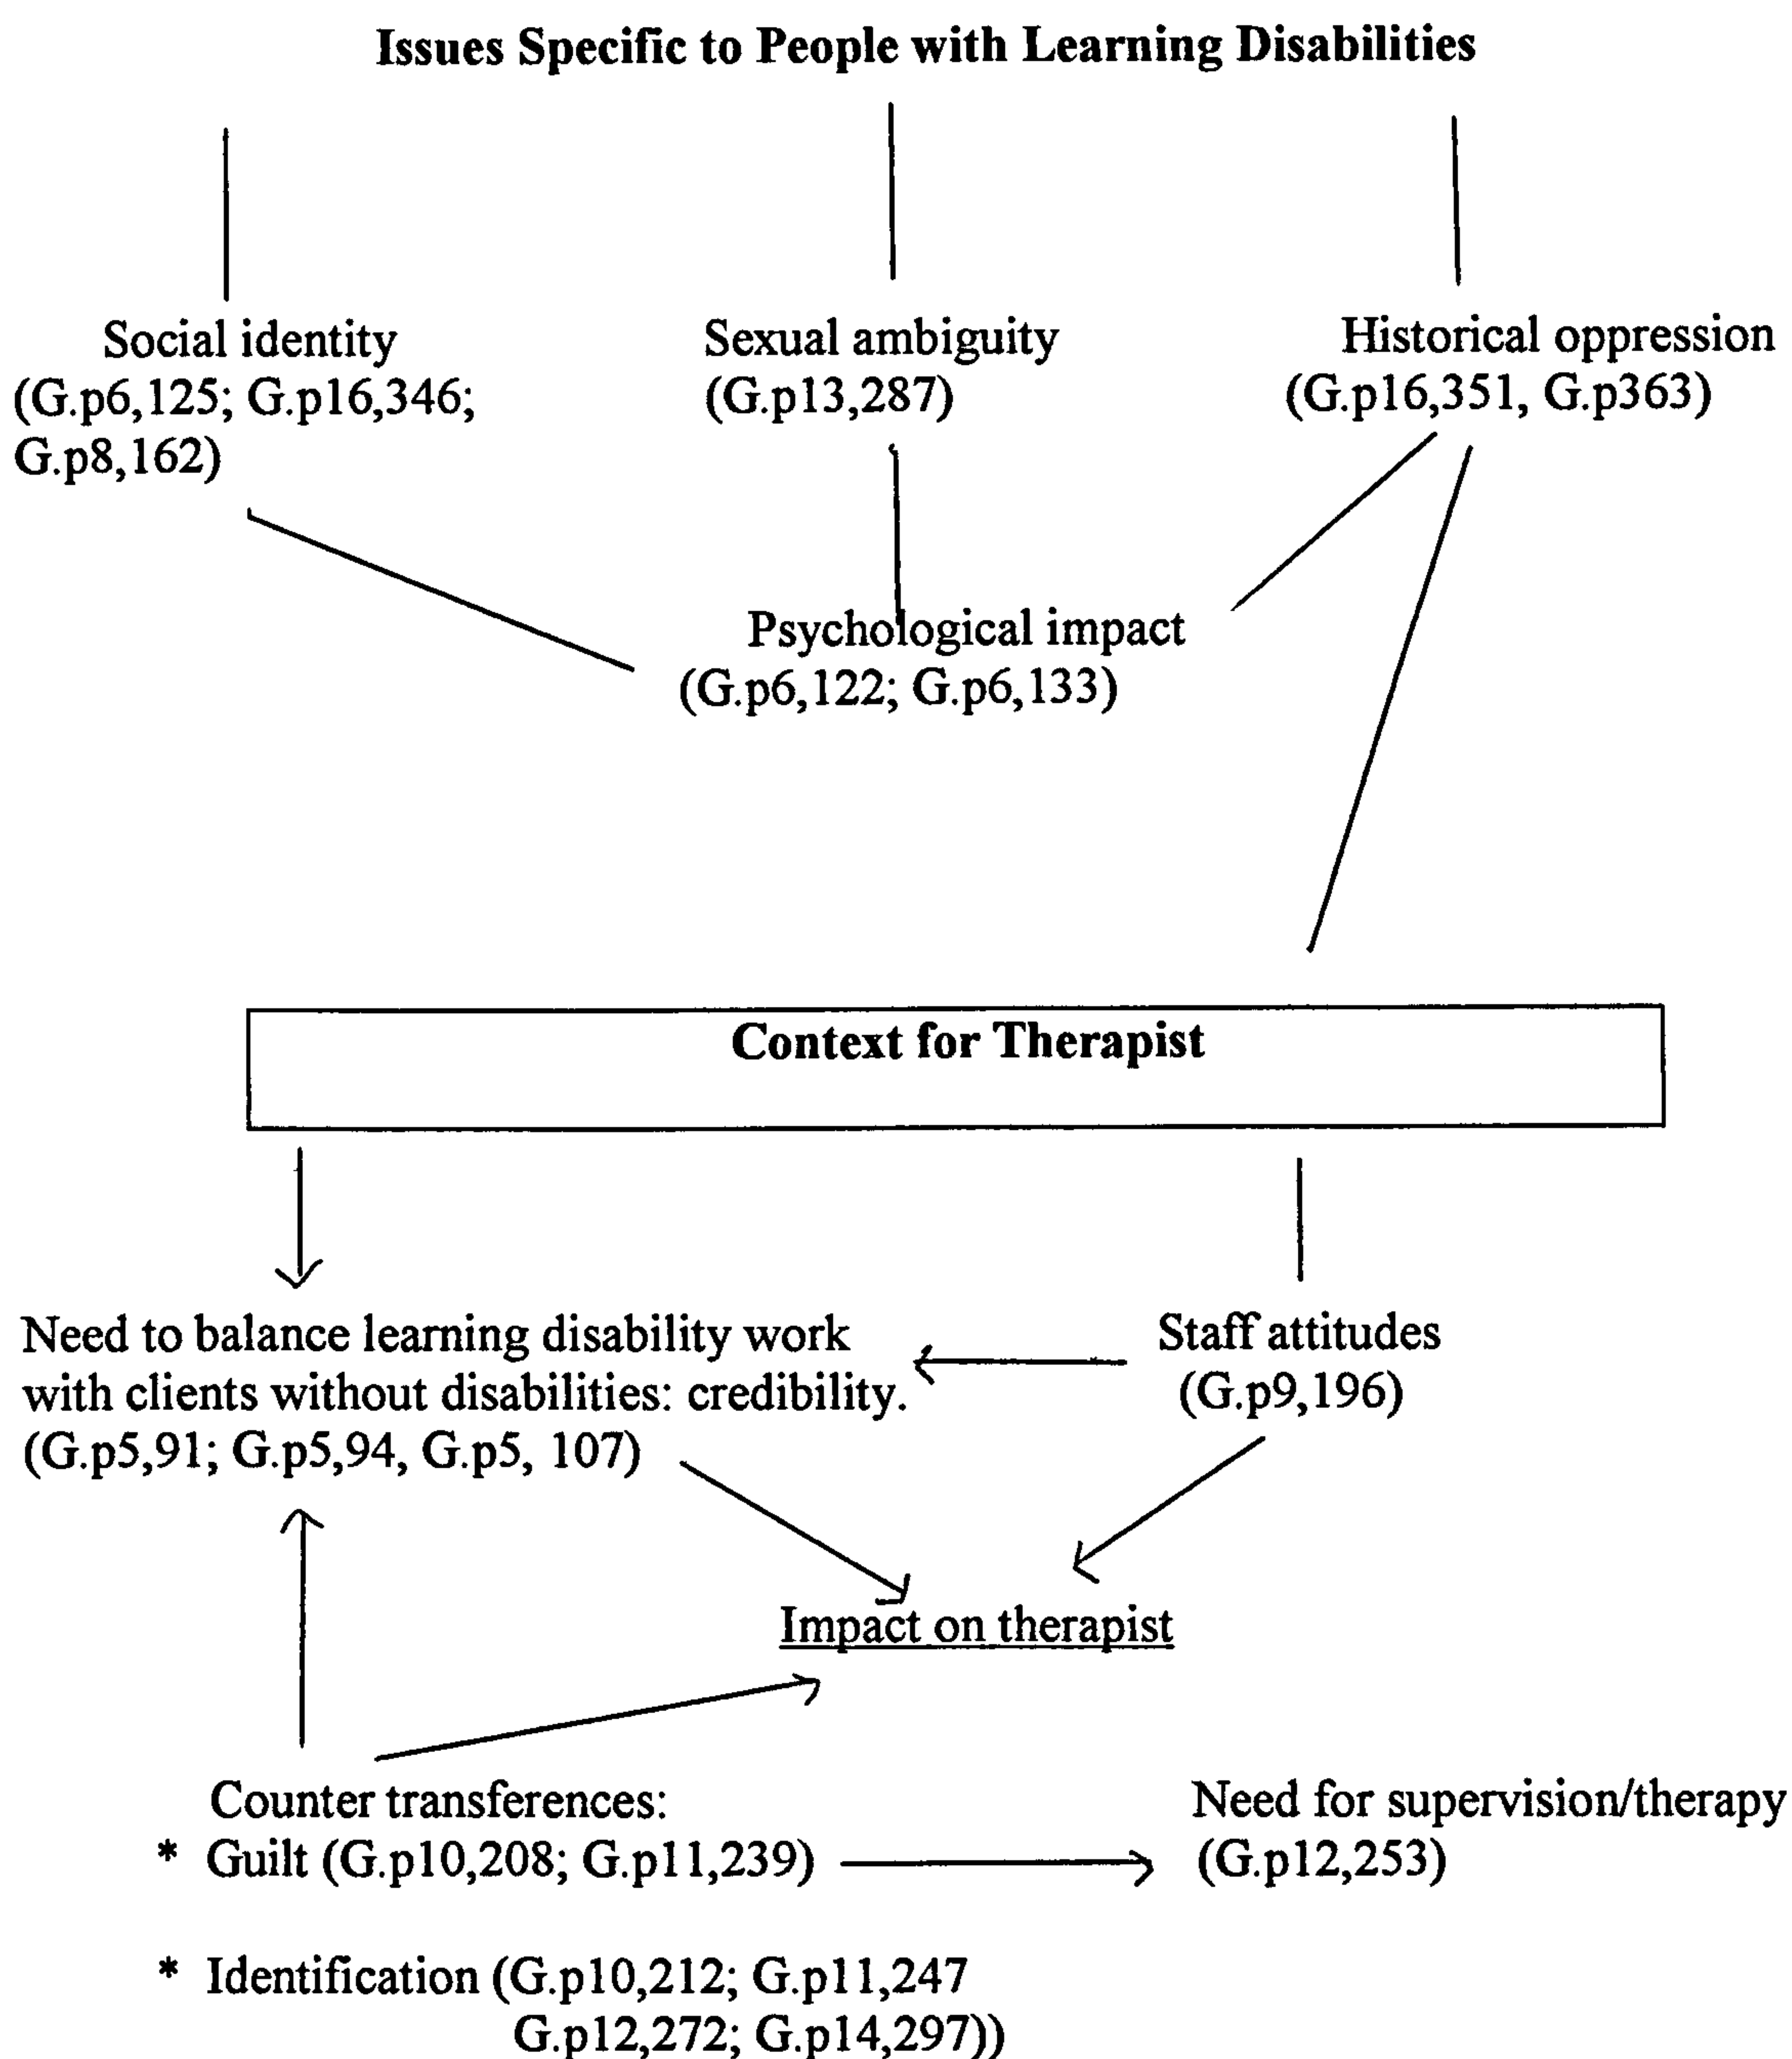 Issues Specific to People with Learning Disabilities
Social identity
(G.p6,125; G.p16,346;
G.p8,162)
Sexual ambiguity
(G.p13,287)
Historical oppression
(G.p16,351, G.p363)
Psychological impact
(G.p6,122; G.p6,133)
Context for Therapist
Need to balance learning disability work
with clients without disabilities: credibility.
(G.p5,91; G.p5,94, G.p5, 107)
Staff attitudes
(G.p9,196)
Impact on therapist
Counter transferences:
* Guilt (G.p10,208; G.p11,239)
Need for supervision/therapy
(G.p12,253)
* Identification (G.p10,212; G.p11,247
G.p12,272; G.p14,297))